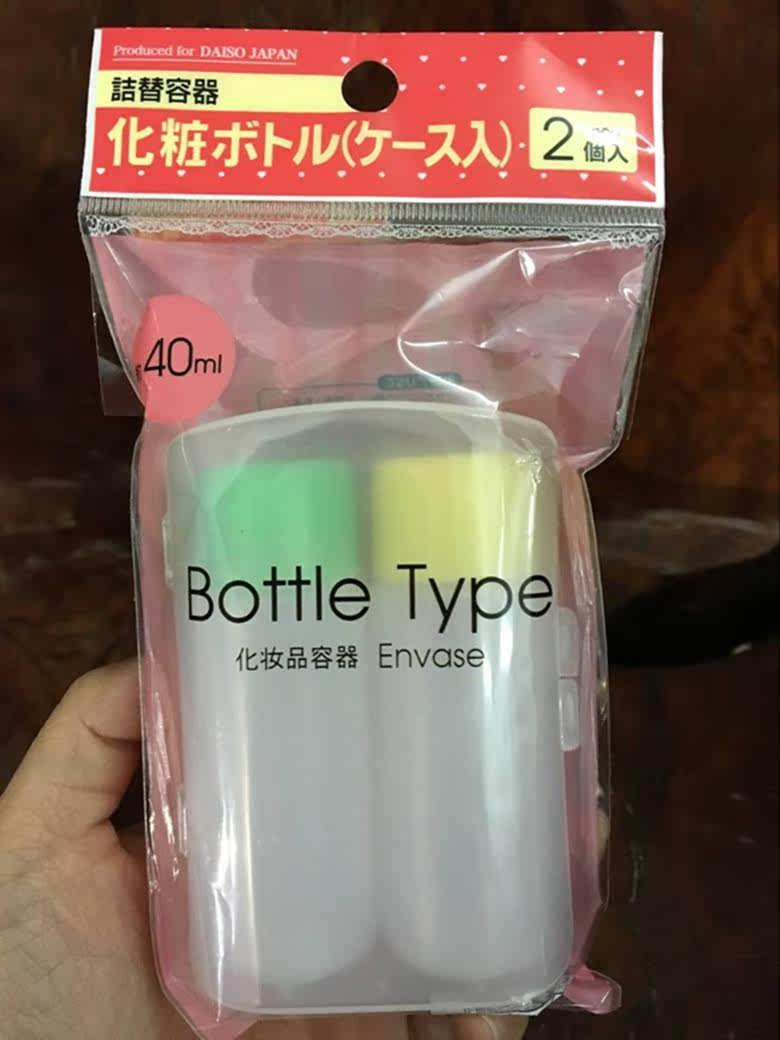 Produced for DAISO JAPAN
詰替容器
化粧ボトル(ケース入)
2個入
40ml
Bottle Type
化妆品容器 Envase